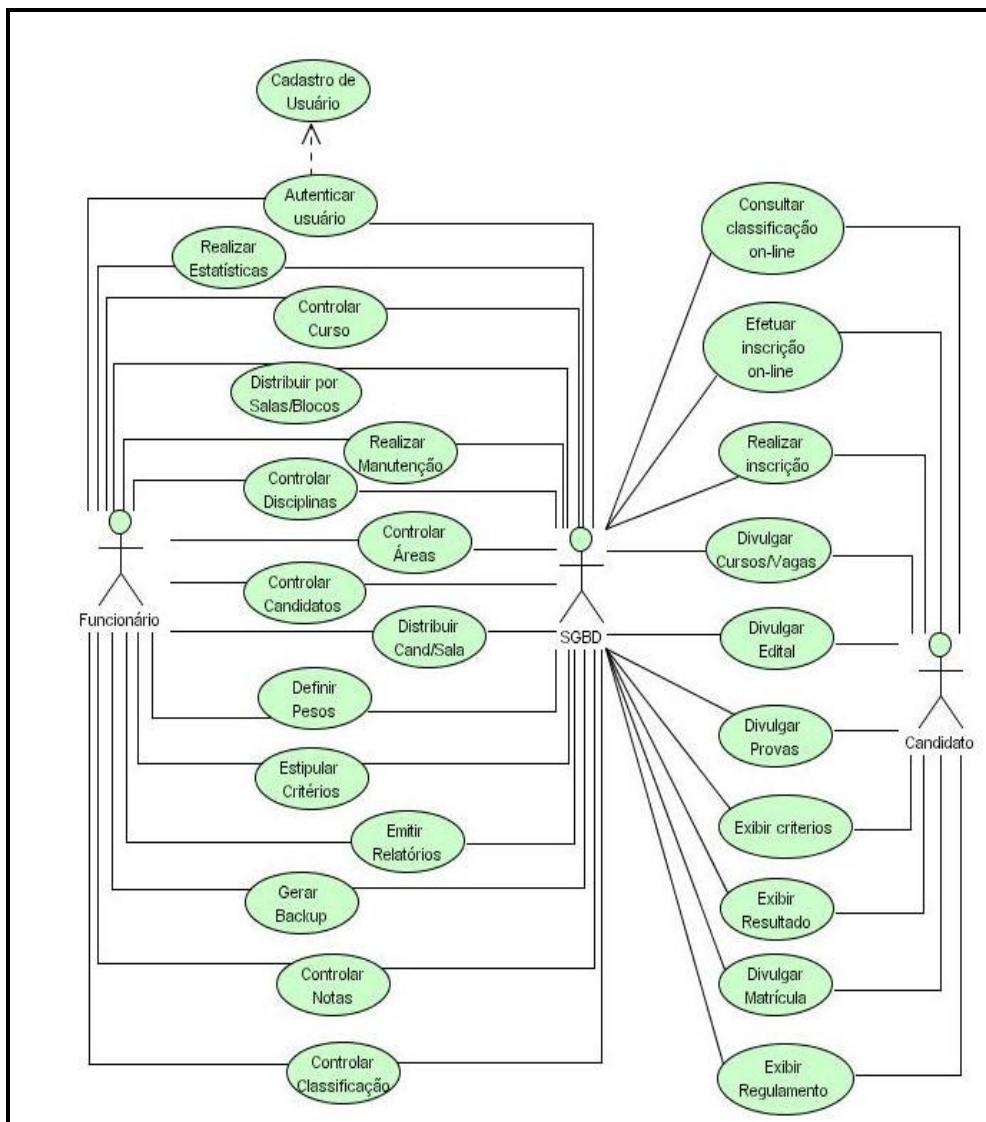 Cadastro de
Usuário
Autenticar
usuário
Realizar
Estatísticas
Controlar
Curso
Distribuir por
Salas/Blocos
Realizar
Manutenção
Controlar
Disciplinas
Controlar
Áreas
Controlar
Candidatos
Distribuir
Cand/Sala
Definir
Pesos
Estipular
Critérios
Emitir
Relatórios
Gerar
Backup
Controlar
Notas
Controlar
Classificação
Funcionário
SGBD
Consultar
classificação
on-line
Efetuar
inscrição
on-line
Realizar
inscrição
Divulgar
Cursos/Vagas
Divulgar
Edital
Divulgar
Provas
Exibir criterios
Exibir
Resultado
Divulgar
Matrícula
Exibir
Regulamento
Candidato